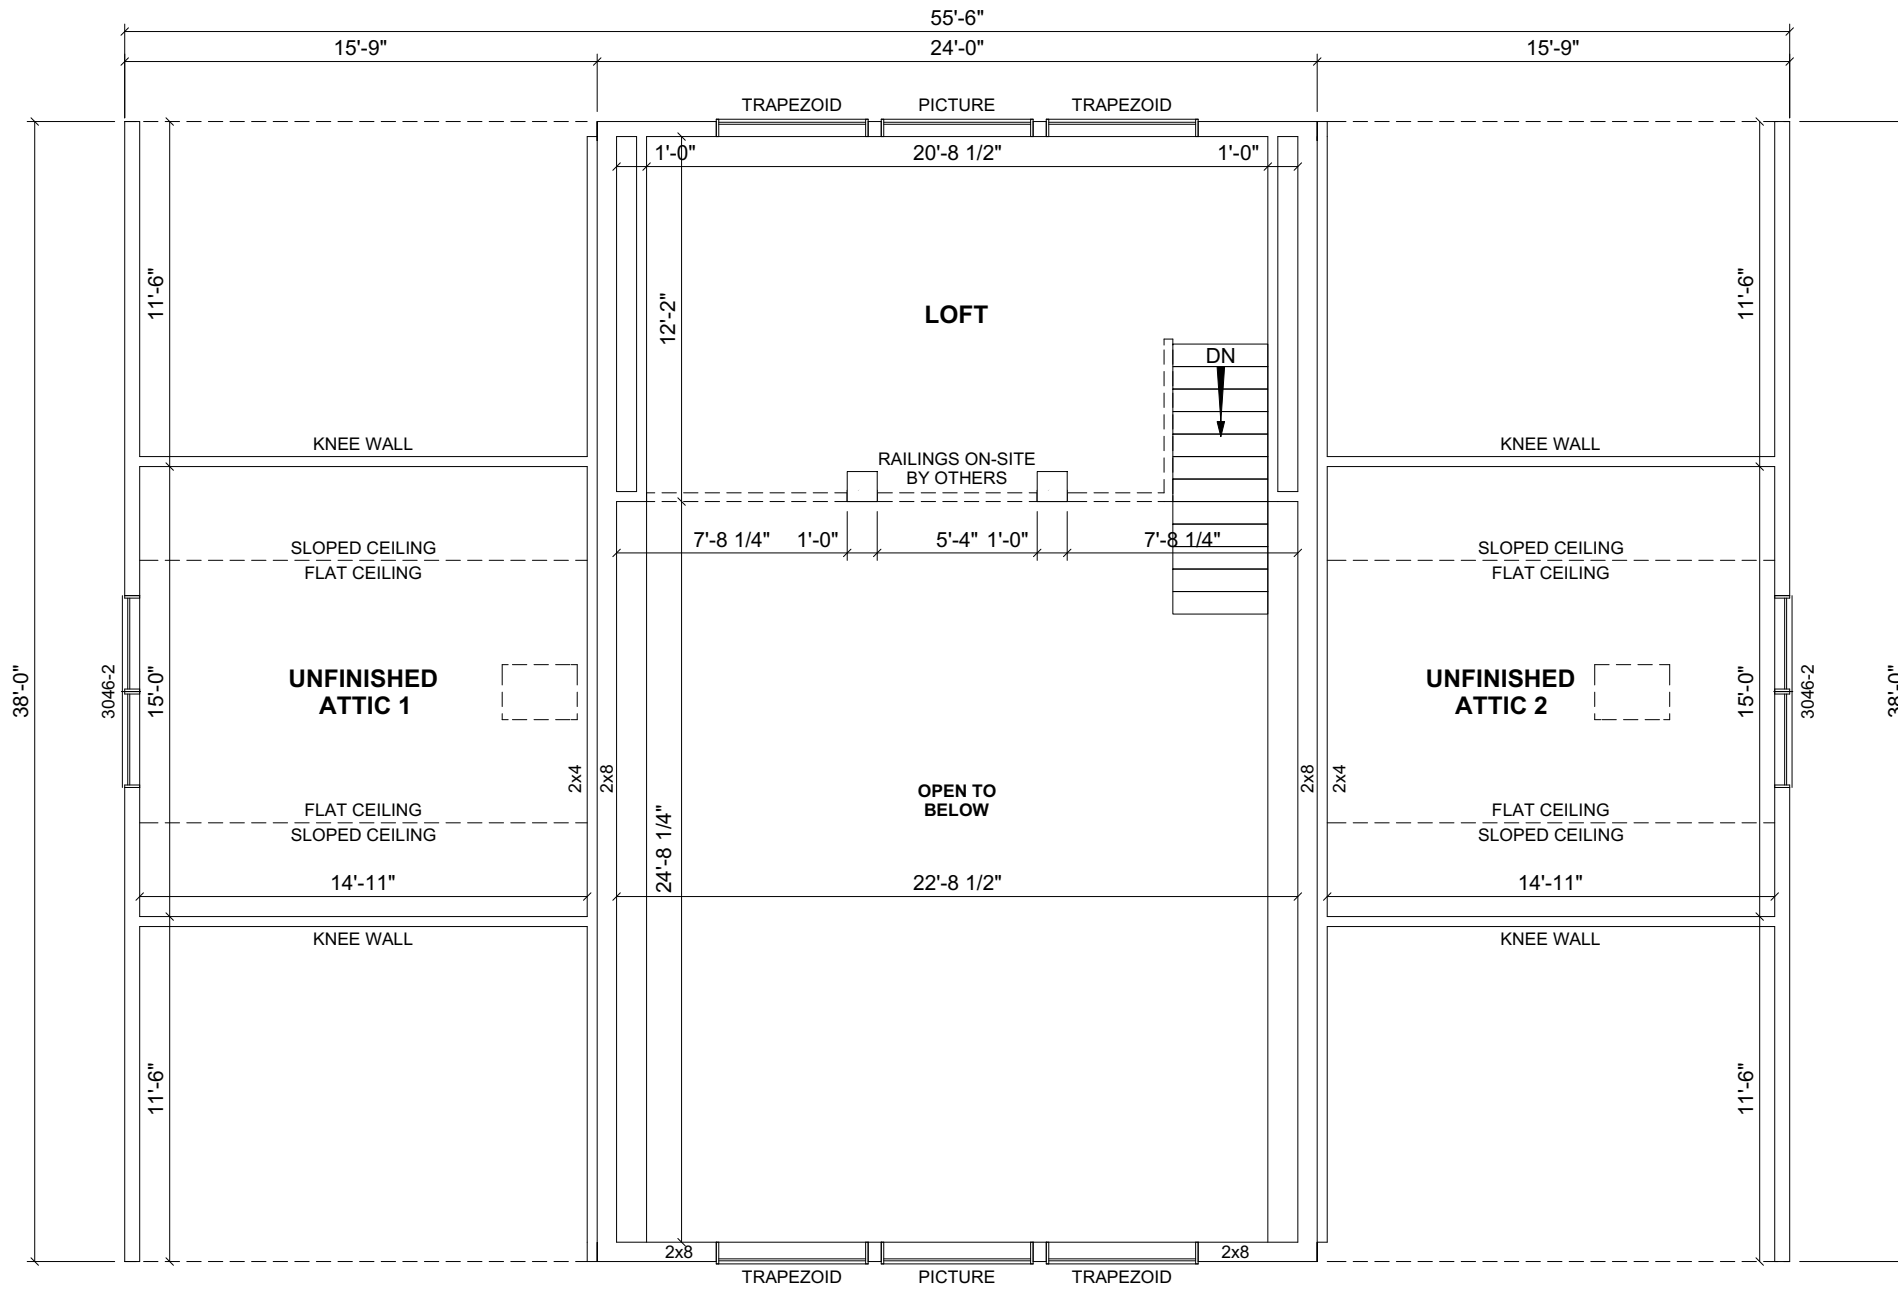 55'-6"
15'-9"
24'-0"
15'-9"
TRAPEZOID
PICTURE
TRAPEZOID
1'-0"
20'-8 1/2"
1'-0"
11'-6"
12'-2"
LOFT
11'-6"
DN
KNEE WALL
RAILINGS ON-SITE
BY OTHERS
KNEE WALL
7'-8 1/4"
1'-0"
5'-4"
1'-0"
7'-8 1/4"
SLOPED CEILING
FLAT CEILING
SLOPED CEILING
FLAT CEILING
38'-0"
3046-2
15'-0"
UNFINISHED
ATTIC 1
UNFINISHED
ATTIC 2
15'-0"
3046-2
38'-0"
2x4
2x8
OPEN TO
BELOW
2x8
2x4
FLAT CEILING
SLOPED CEILING
24'-8 1/4"
FLAT CEILING
SLOPED CEILING
14'-11"
22'-8 1/2"
14'-11"
KNEE WALL
KNEE WALL
11'-6"
11'-6"
2x8
2x8
TRAPEZOID
PICTURE
TRAPEZOID